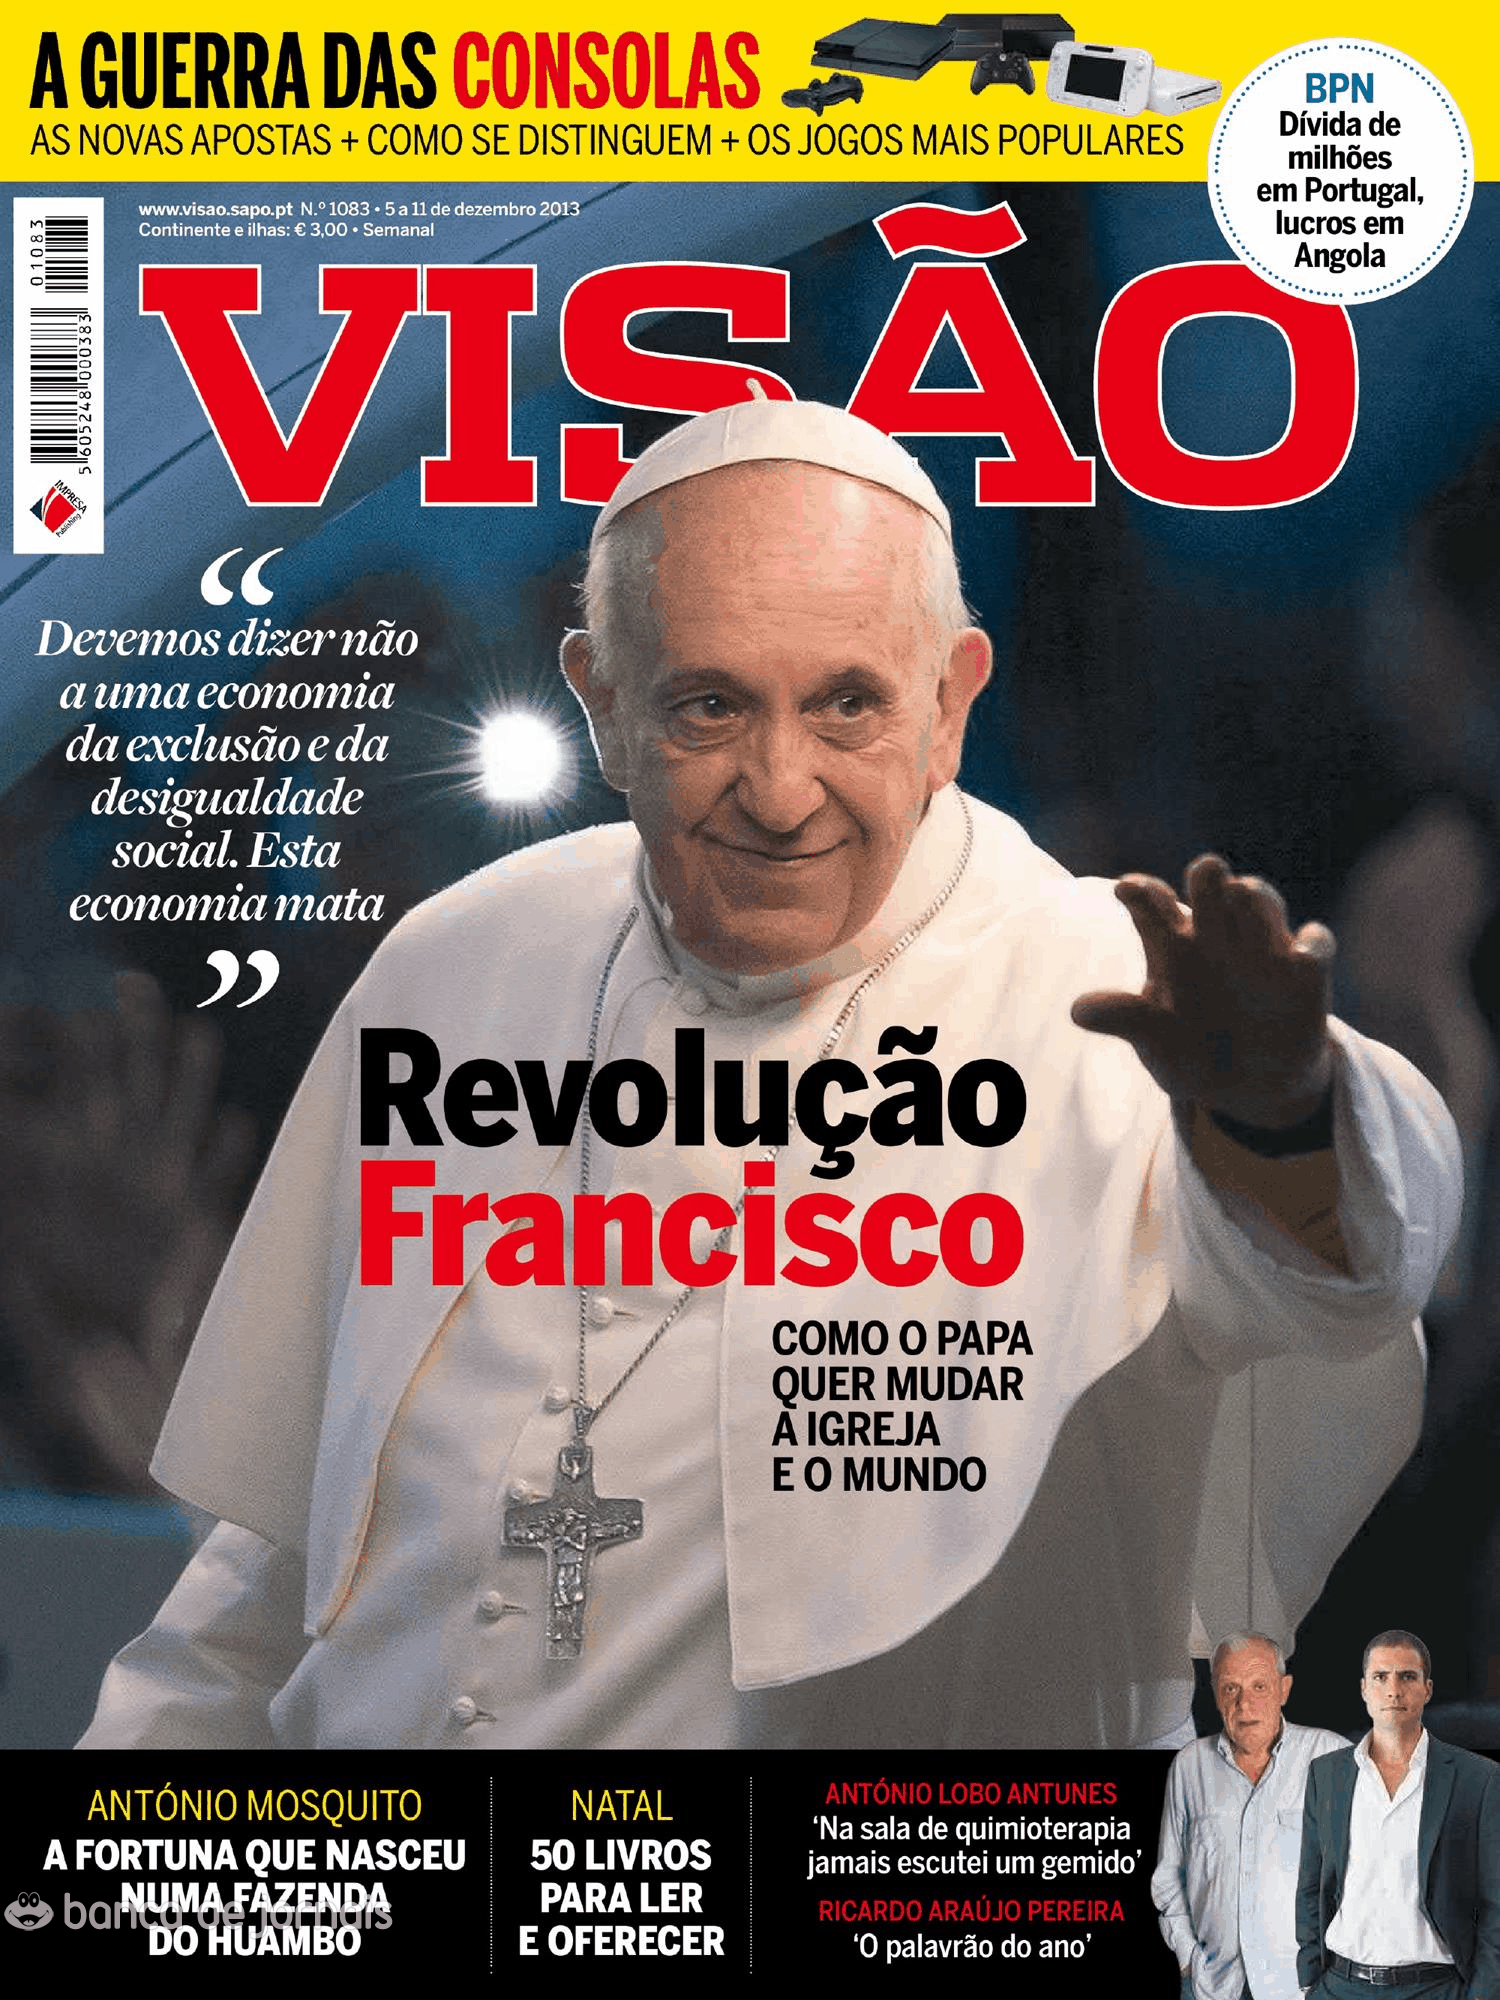 A GUERRA DAS CONSOLAS
AS NOVAS APOSTAS + COMO SE DISTINGUEM + OS JOGOS MAIS POPULARES
BPN
Dívida de
milhões
em Portugal,
lucros em
Angola
www.visao.sapo.pt N.º 1083 • 5 a 11 de dezembro 2013
Continente e ilhas: € 3,00 • Semanal
01083
5605248000383
IMPRESA
Publishing
VISÃO
“
Devemos dizer não
a uma economia
da exclusão e da
desigualdade
social. Esta
economia mata
”
Revolução
Francisco
COMO O PAPA
QUER MUDAR
A IGREJA
E O MUNDO
ANTÓNIO MOSQUITO
A FORTUNA QUE NASCEU
NUMA FAZENDA
DO HUAMBO
banca de jornais
NATAL
50 LIVROS
PARA LER
E OFERECER
ANTÓNIO LOBO ANTUNES
‘Na sala de quimioterapia
jamais escutei um gemido’
RICARDO ARAÚJO PEREIRA
‘O palavrão do ano’